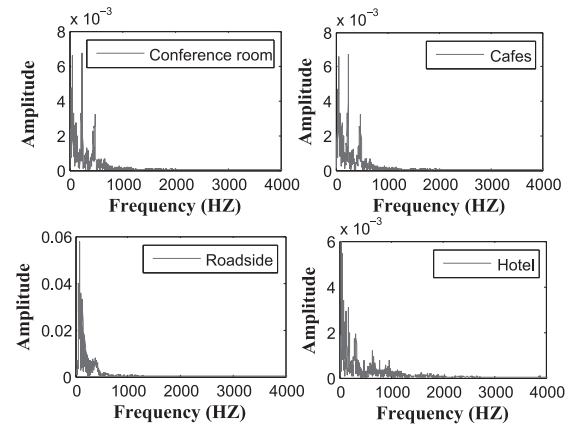 x 10⁻³
8
6
4
2
0
0 1000 2000 3000 4000
Amplitude
Frequency (HZ)
Conference room
x 10⁻³
8
6
4
2
0
0 1000 2000 3000 4000
Amplitude
Frequency (HZ)
Cafes
0.06
0.04
0.02
0
0 1000 2000 3000 4000
Amplitude
Frequency (HZ)
Roadside
x 10⁻³
6
4
2
0
0 1000 2000 3000 4000
Amplitude
Frequency (HZ)
Hotel